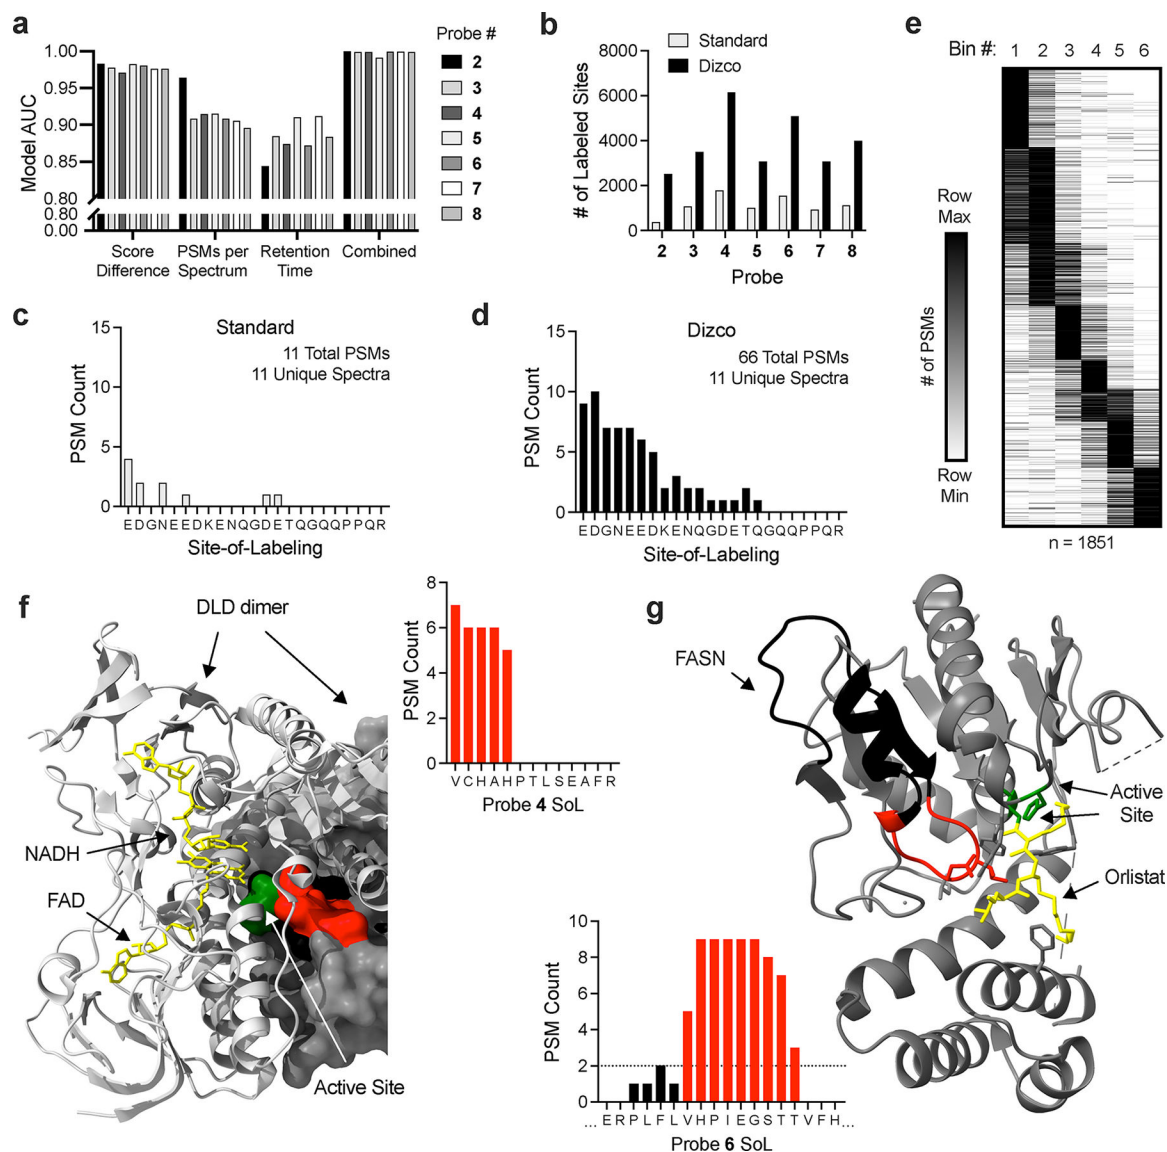 a
Model AUC
1.00
0.95
0.90
0.85
0.80
0.80
0.00
Score Difference
PSMs per Spectrum
Retention Time
Combined
Probe #
2
3
4
5
6
7
8
b
# of Labeled Sites
8000
6000
4000
2000
0
Standard
Dizco
2 3 4 5 6 7 8
Probe
c
Standard
11 Total PSMs
11 Unique Spectra
PSM Count
15
10
5
0
E D G N E E D K E N Q G D E T Q G Q Q P P Q R
Site-of-Labeling
d
Dizco
66 Total PSMs
11 Unique Spectra
PSM Count
15
10
5
0
E D G N E E D K E N Q G D E T Q G Q Q P P Q R
Site-of-Labeling
e
Bin #: 1 2 3 4 5 6
Row Max
# of PSMs
Row Min
n = 1851
f
DLD dimer
NADH
FAD
Active Site
PSM Count
8
6
4
2
0
V C H A H P T L S E A F R
Probe 4 SoL
g
FASN
Active Site
Orlistat
PSM Count
10
8
6
4
2
0
... E R P L F L V H P I E G S T T V F H ...
Probe 6 SoL